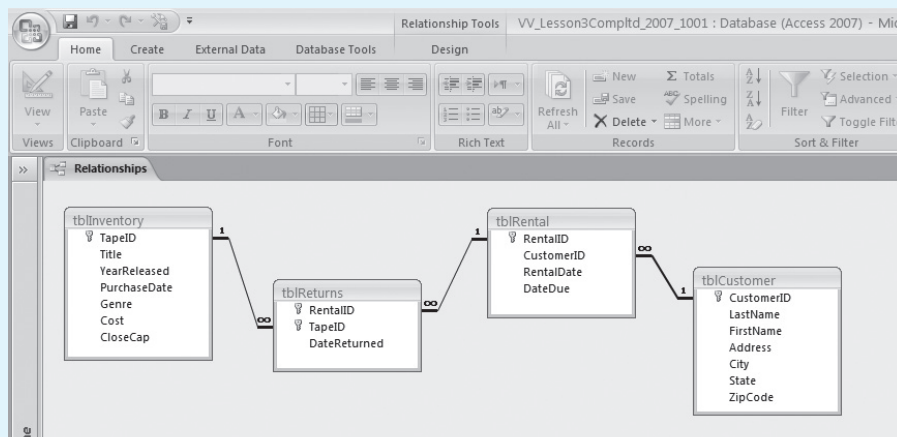 Relationship Tools VV_Lesson3Compltd_2007_1001 : Database (Access 2007) - Mic
Home Create External Data Database Tools Design
View
Views
Paste
Clipboard
B I U A
Font
Rich Text
Refresh All
New Save Delete
Σ Totals Spelling More
Records
Filter
Selection
Advanced
Toggle Filt
Sort & Filter
Relationships
tblInventory
TapeID
Title
YearReleased
PurchaseDate
Genre
Cost
CloseCap
1
∞
tblReturns
RentalID
TapeID
DateReturned
∞
1
tblRental
RentalID
CustomerID
RentalDate
DateDue
∞
1
tblCustomer
CustomerID
LastName
FirstName
Address
City
State
ZipCode